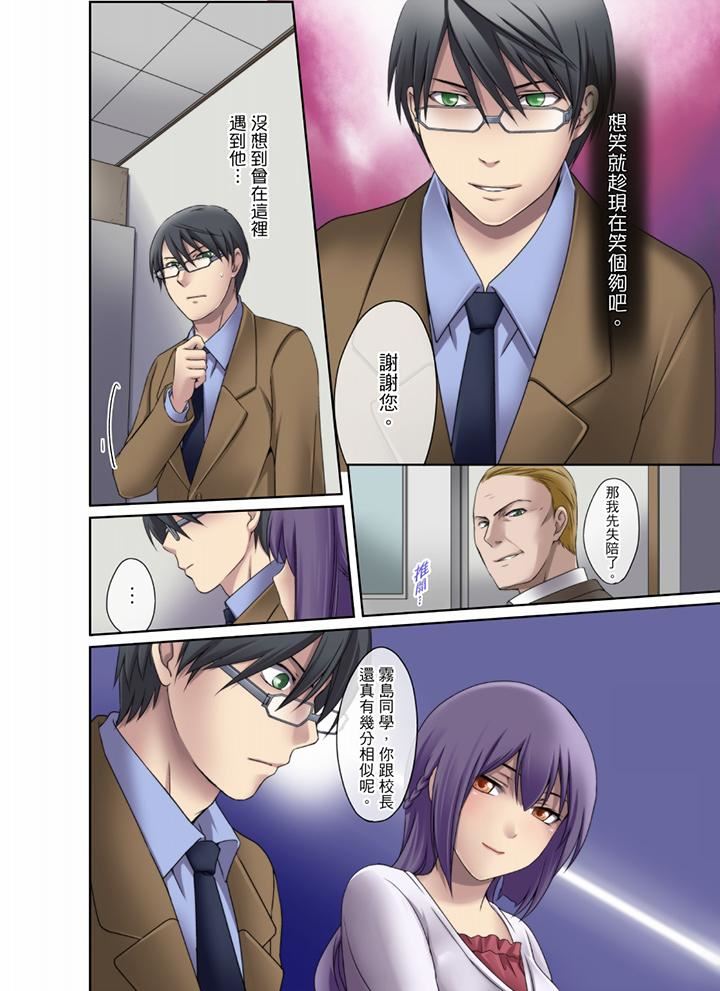 想笑就趁現在笑個夠吧。
謝謝您。
沒想到會在這裡
遇到他…
那我先失陪了。
推開…
…
霧島同學，你跟校長
還真有幾分相似呢。